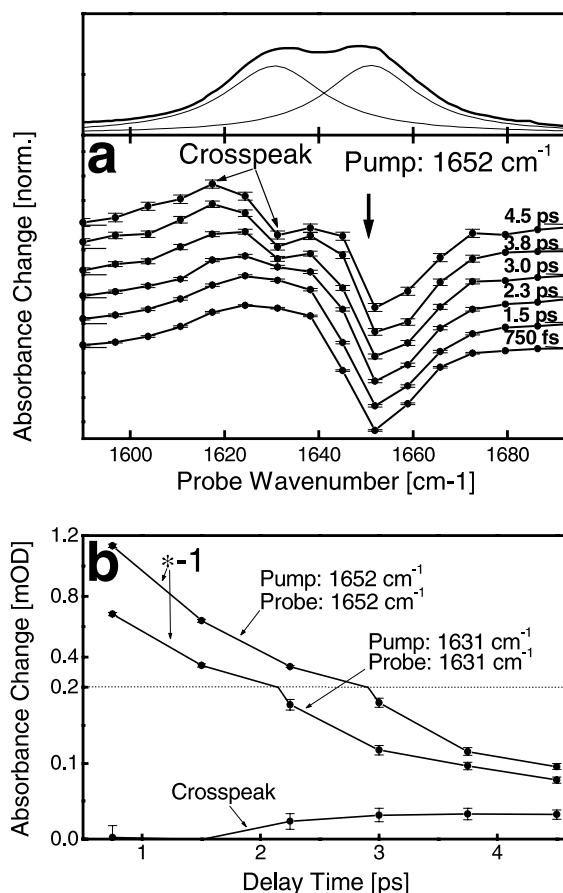 a
Crosspeak
Pump: 1652 cm-1
4.5 ps
3.8 ps
3.0 ps
2.3 ps
1.5 ps
750 fs
Absorbance Change [norm.]
1600 1620 1640 1660 1680
Probe Wavenumber [cm-1]
b
*-1
Pump: 1652 cm-1
Probe: 1652 cm-1
Pump: 1631 cm-1
Probe: 1631 cm-1
Crosspeak
Absorbance Change [mOD]
1.2
0.8
0.4
0.2
0.1
0.0
1 2 3 4
Delay Time [ps]